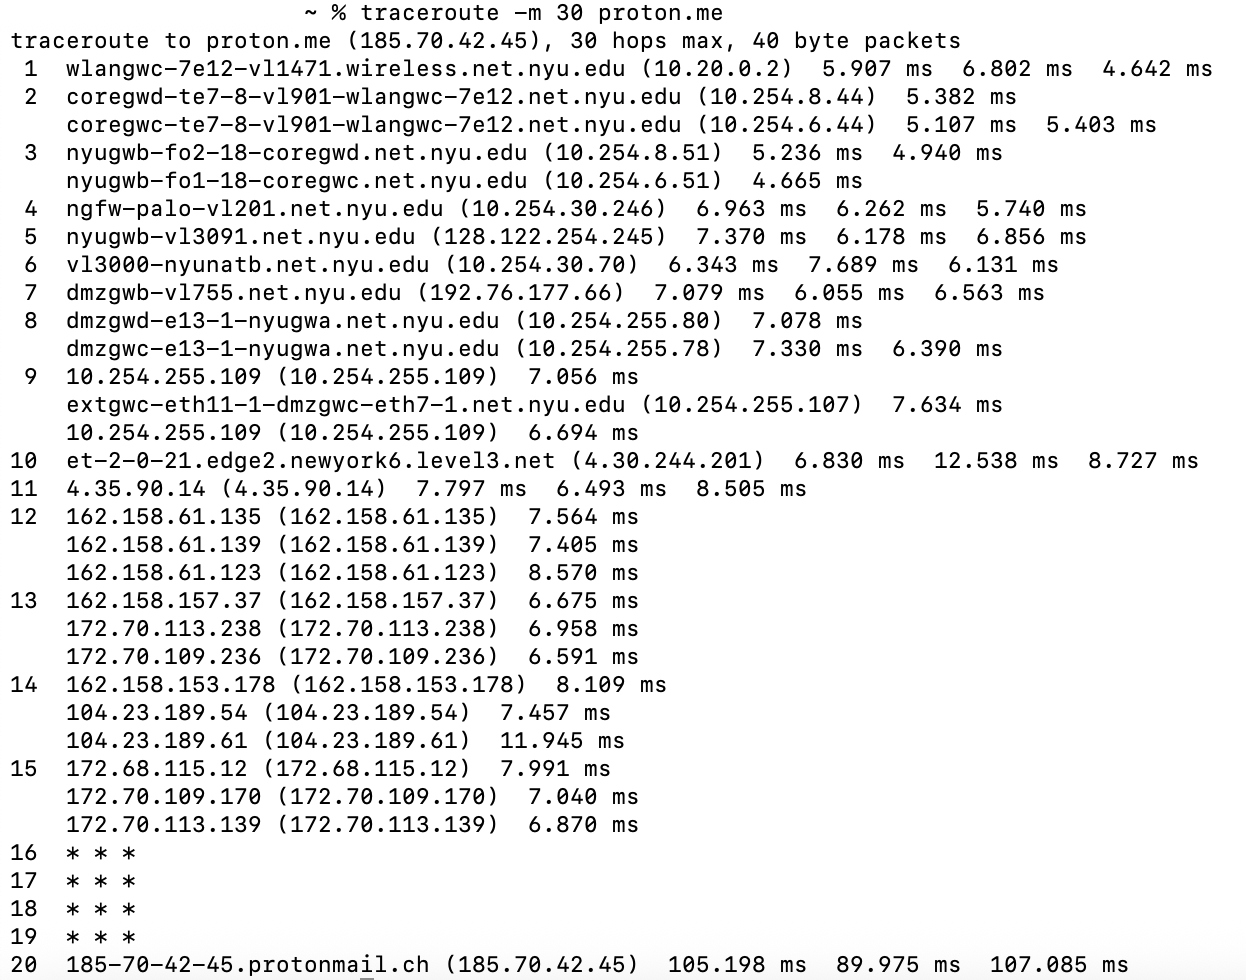 ~ % traceroute -m 30 proton.me
traceroute to proton.me (185.70.42.45), 30 hops max, 40 byte packets
 1  wlangwc-7e12-vl1471.wireless.net.nyu.edu (10.20.0.2)  5.907 ms  6.802 ms  4.642 ms
 2  coregwd-te7-8-vl901-wlangwc-7e12.net.nyu.edu (10.254.8.44)  5.382 ms
    coregwc-te7-8-vl901-wlangwc-7e12.net.nyu.edu (10.254.6.44)  5.107 ms  5.403 ms
 3  nyugwb-fo2-18-coregwd.net.nyu.edu (10.254.8.51)  5.236 ms  4.940 ms
    nyugwb-fo1-18-coregwc.net.nyu.edu (10.254.6.51)  4.665 ms
 4  ngfw-palo-vl201.net.nyu.edu (10.254.30.246)  6.963 ms  6.262 ms  5.740 ms
 5  nyugwb-vl3091.net.nyu.edu (128.122.254.245)  7.370 ms  6.178 ms  6.856 ms
 6  vl3000-nyunatb.net.nyu.edu (10.254.30.70)  6.343 ms  7.689 ms  6.131 ms
 7  dmzgwb-vl755.net.nyu.edu (192.76.177.66)  7.079 ms  6.055 ms  6.563 ms
 8  dmzgwd-e13-1-nyugwa.net.nyu.edu (10.254.255.80)  7.078 ms
    dmzgwc-e13-1-nyugwa.net.nyu.edu (10.254.255.78)  7.330 ms  6.390 ms
 9  10.254.255.109 (10.254.255.109)  7.056 ms
    extgwc-eth11-1-dmzgwc-eth7-1.net.nyu.edu (10.254.255.107)  7.634 ms
    10.254.255.109 (10.254.255.109)  6.694 ms
10  et-2-0-21.edge2.newyork6.level3.net (4.30.244.201)  6.830 ms  12.538 ms  8.727 ms
11  4.35.90.14 (4.35.90.14)  7.797 ms  6.493 ms  8.505 ms
12  162.158.61.135 (162.158.61.135)  7.564 ms
    162.158.61.139 (162.158.61.139)  7.405 ms
    162.158.61.123 (162.158.61.123)  8.570 ms
13  162.158.157.37 (162.158.157.37)  6.675 ms
    172.70.113.238 (172.70.113.238)  6.958 ms
    172.70.109.236 (172.70.109.236)  6.591 ms
14  162.158.153.178 (162.158.153.178)  8.109 ms
    104.23.189.54 (104.23.189.54)  7.457 ms
    104.23.189.61 (104.23.189.61)  11.945 ms
15  172.68.115.12 (172.68.115.12)  7.991 ms
    172.70.109.170 (172.70.109.170)  7.040 ms
    172.70.113.139 (172.70.113.139)  6.870 ms
16  * * *
17  * * *
18  * * *
19  * * *
20  185-70-42-45.protonmail.ch (185.70.42.45)  105.198 ms  89.975 ms  107.085 ms